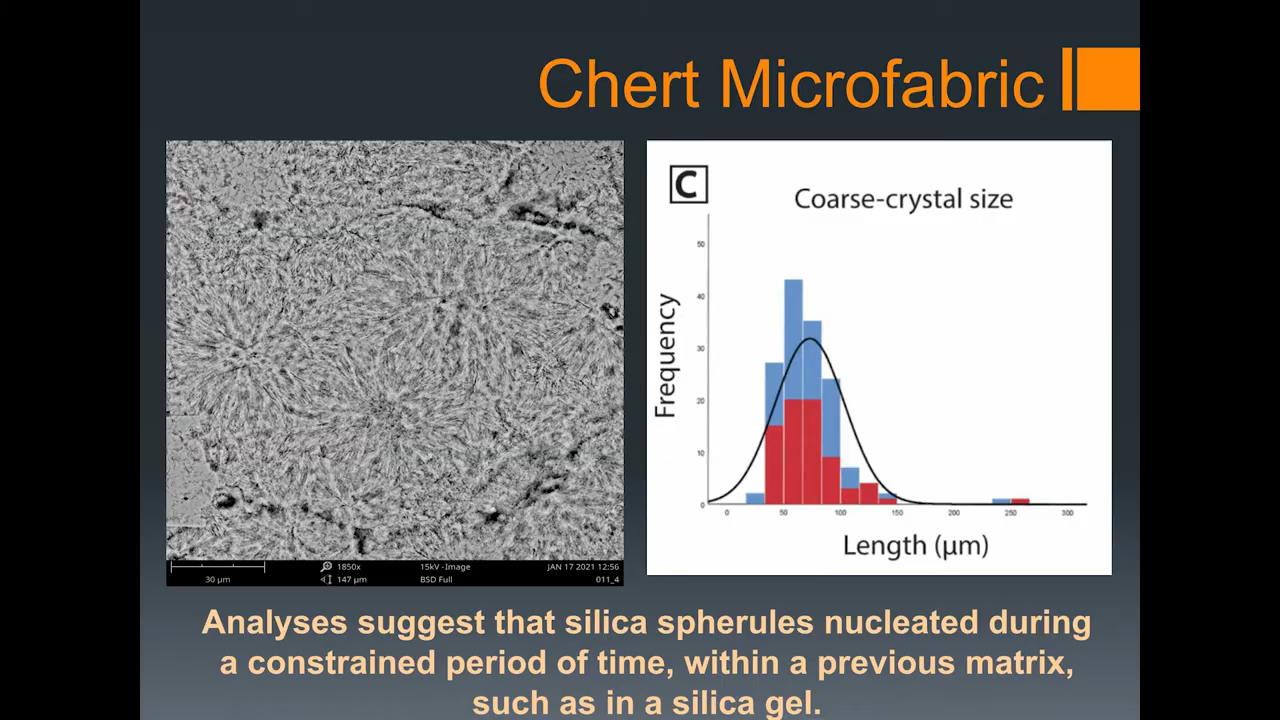 Chert Microfabric
C
Coarse-crystal size
Frequency
50
40
30
20
10
0
0 50 100 150 200 250 300
Length (µm)
30 µm
1850x 15kV -Image JAN 17 2021 12:56
147 µm BSD Full 011_4
Analyses suggest that silica spherules nucleated during
a constrained period of time, within a previous matrix,
such as in a silica gel.